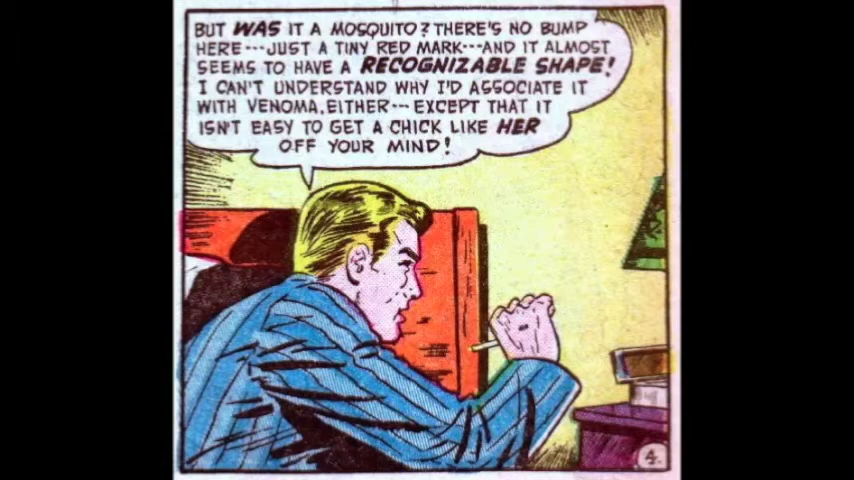 BUT WAS IT A MOSQUITO? THERE'S NO BUMP
HERE---JUST A TINY RED MARK---AND IT ALMOST
SEEMS TO HAVE A RECOGNIZABLE SHAPE!
I CAN'T UNDERSTAND WHY I'D ASSOCIATE IT
WITH VENOMA, EITHER--- EXCEPT THAT IT
ISN'T EASY TO GET A CHICK LIKE HER
OFF YOUR MIND!
4.